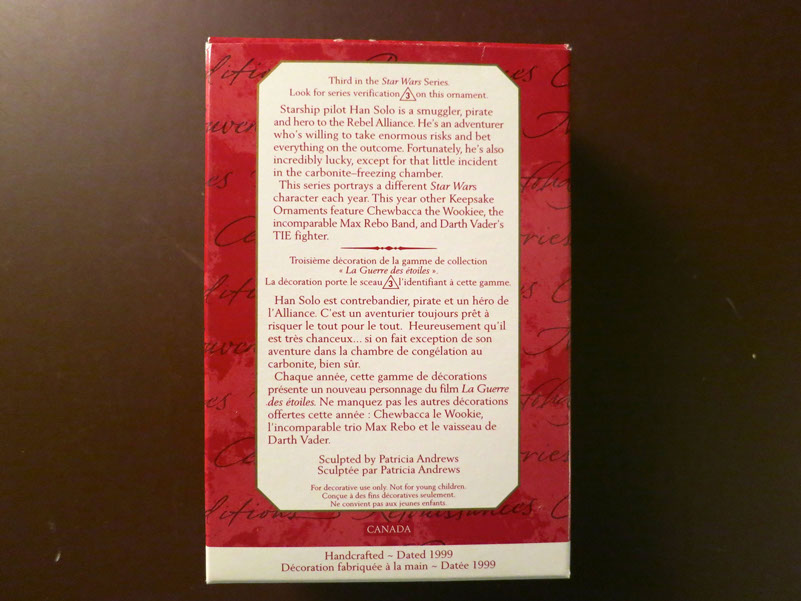 Third in the Star Wars Series.
Look for series verification 3 on this ornament.
Starship pilot Han Solo is a smuggler, pirate
and hero to the Rebel Alliance. He's an adventurer
who's willing to take enormous risks and bet
everything on the outcome. Fortunately, he's also
incredibly lucky, except for that little incident
in the carbonite–freezing chamber.
This series portrays a different Star Wars
character each year. This year other Keepsake
Ornaments feature Chewbacca the Wookiee, the
incomparable Max Rebo Band, and Darth Vader's
TIE fighter.
Troisième décoration de la gamme de collection
« La Guerre des étoiles ».
La décoration porte le sceau 3 l'identifiant à cette gamme.
Han Solo est contrebandier, pirate et un héro de
l'Alliance. C'est un aventurier toujours prêt à
risquer le tout pour le tout. Heureusement qu'il
est très chanceux... si on fait exception de son
aventure dans la chambre de congélation au
carbonite, bien sûr.
Chaque année, cette gamme de décorations
présente un nouveau personnage du film La Guerre
des étoiles. Ne manquez pas les autres décorations
offertes cette année : Chewbacca le Wookie,
l'incomparable trio Max Rebo et le vaisseau de
Darth Vader.
Sculpted by Patricia Andrews
Sculptée par Patricia Andrews
For decorative use only. Not for young children.
Conçue à des fins décoratives seulement.
Ne convient pas aux jeunes enfants.
CANADA
Handcrafted ~ Dated 1999
Décoration fabriquée à la main ~ Datée 1999